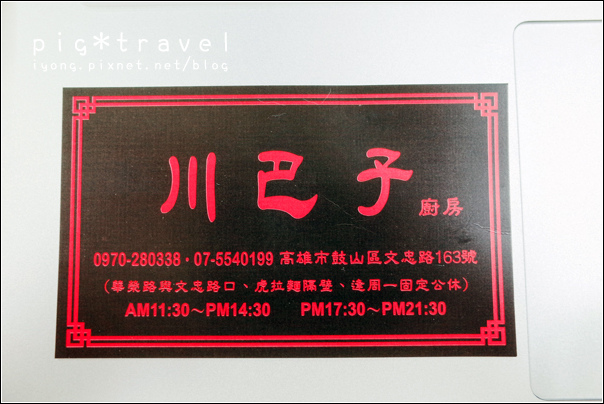 pig*travel
iyong.pixnet.net/blog
川巴子 廚房
0970-280338・07-5540199 高雄市鼓山區文忠路163號
(華榮路與文忠路口、虎拉麵隔壁、逢周一固定公休)
AM11:30～PM14:30 PM17:30～PM21:30